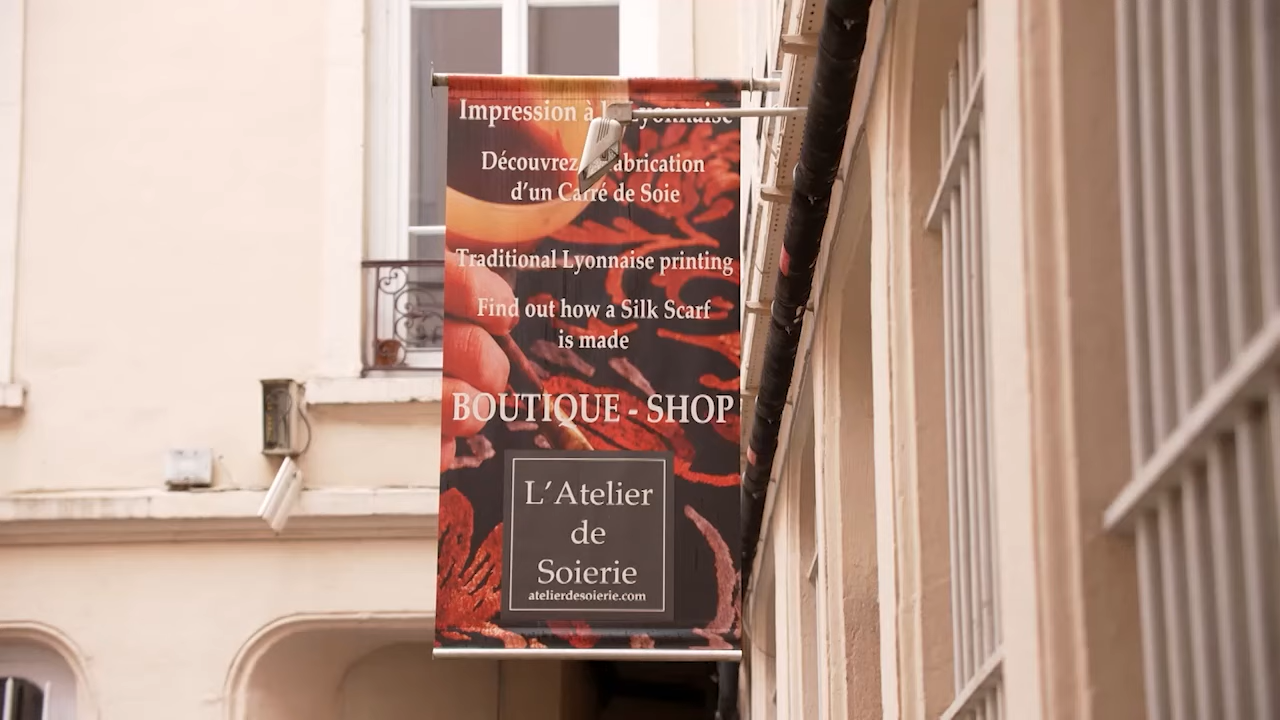 Impression à Lyonnaise
Découvrez
d'un Carré de Soie
Traditional Lyonnaise printing
Find out how a Silk Scarf
is made
BOUTIQUE - SHOP
L'Atelier
de
Soierie
atelierdesoierie.com